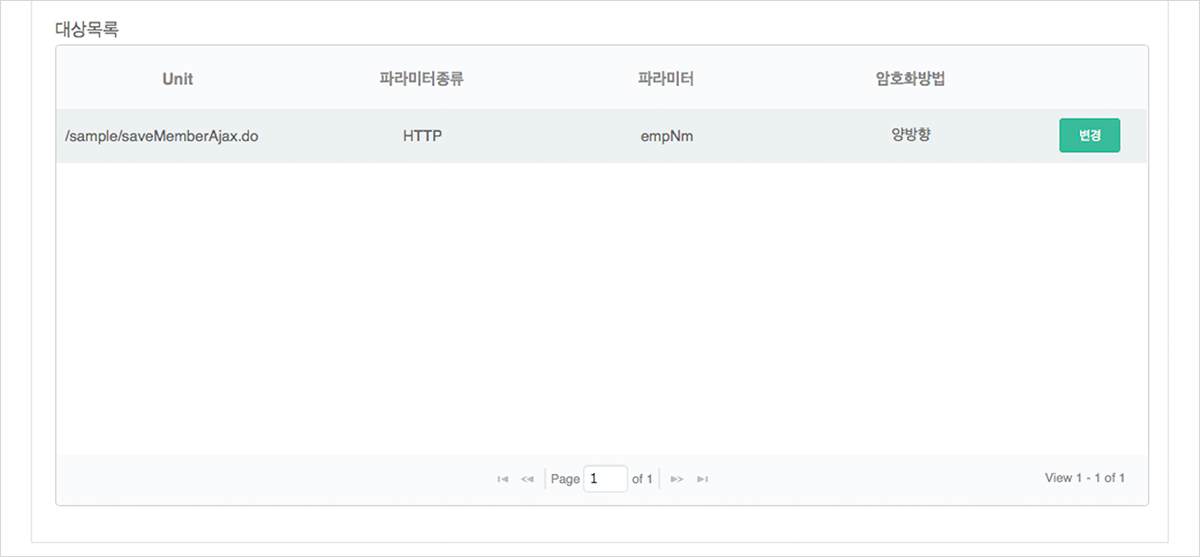 대상목록
Unit 파라미터종류 파라미터 암호화방법
/sample/saveMemberAjax.do HTTP empNm 양방향 변경
Page 1 of 1 View 1 - 1 of 1